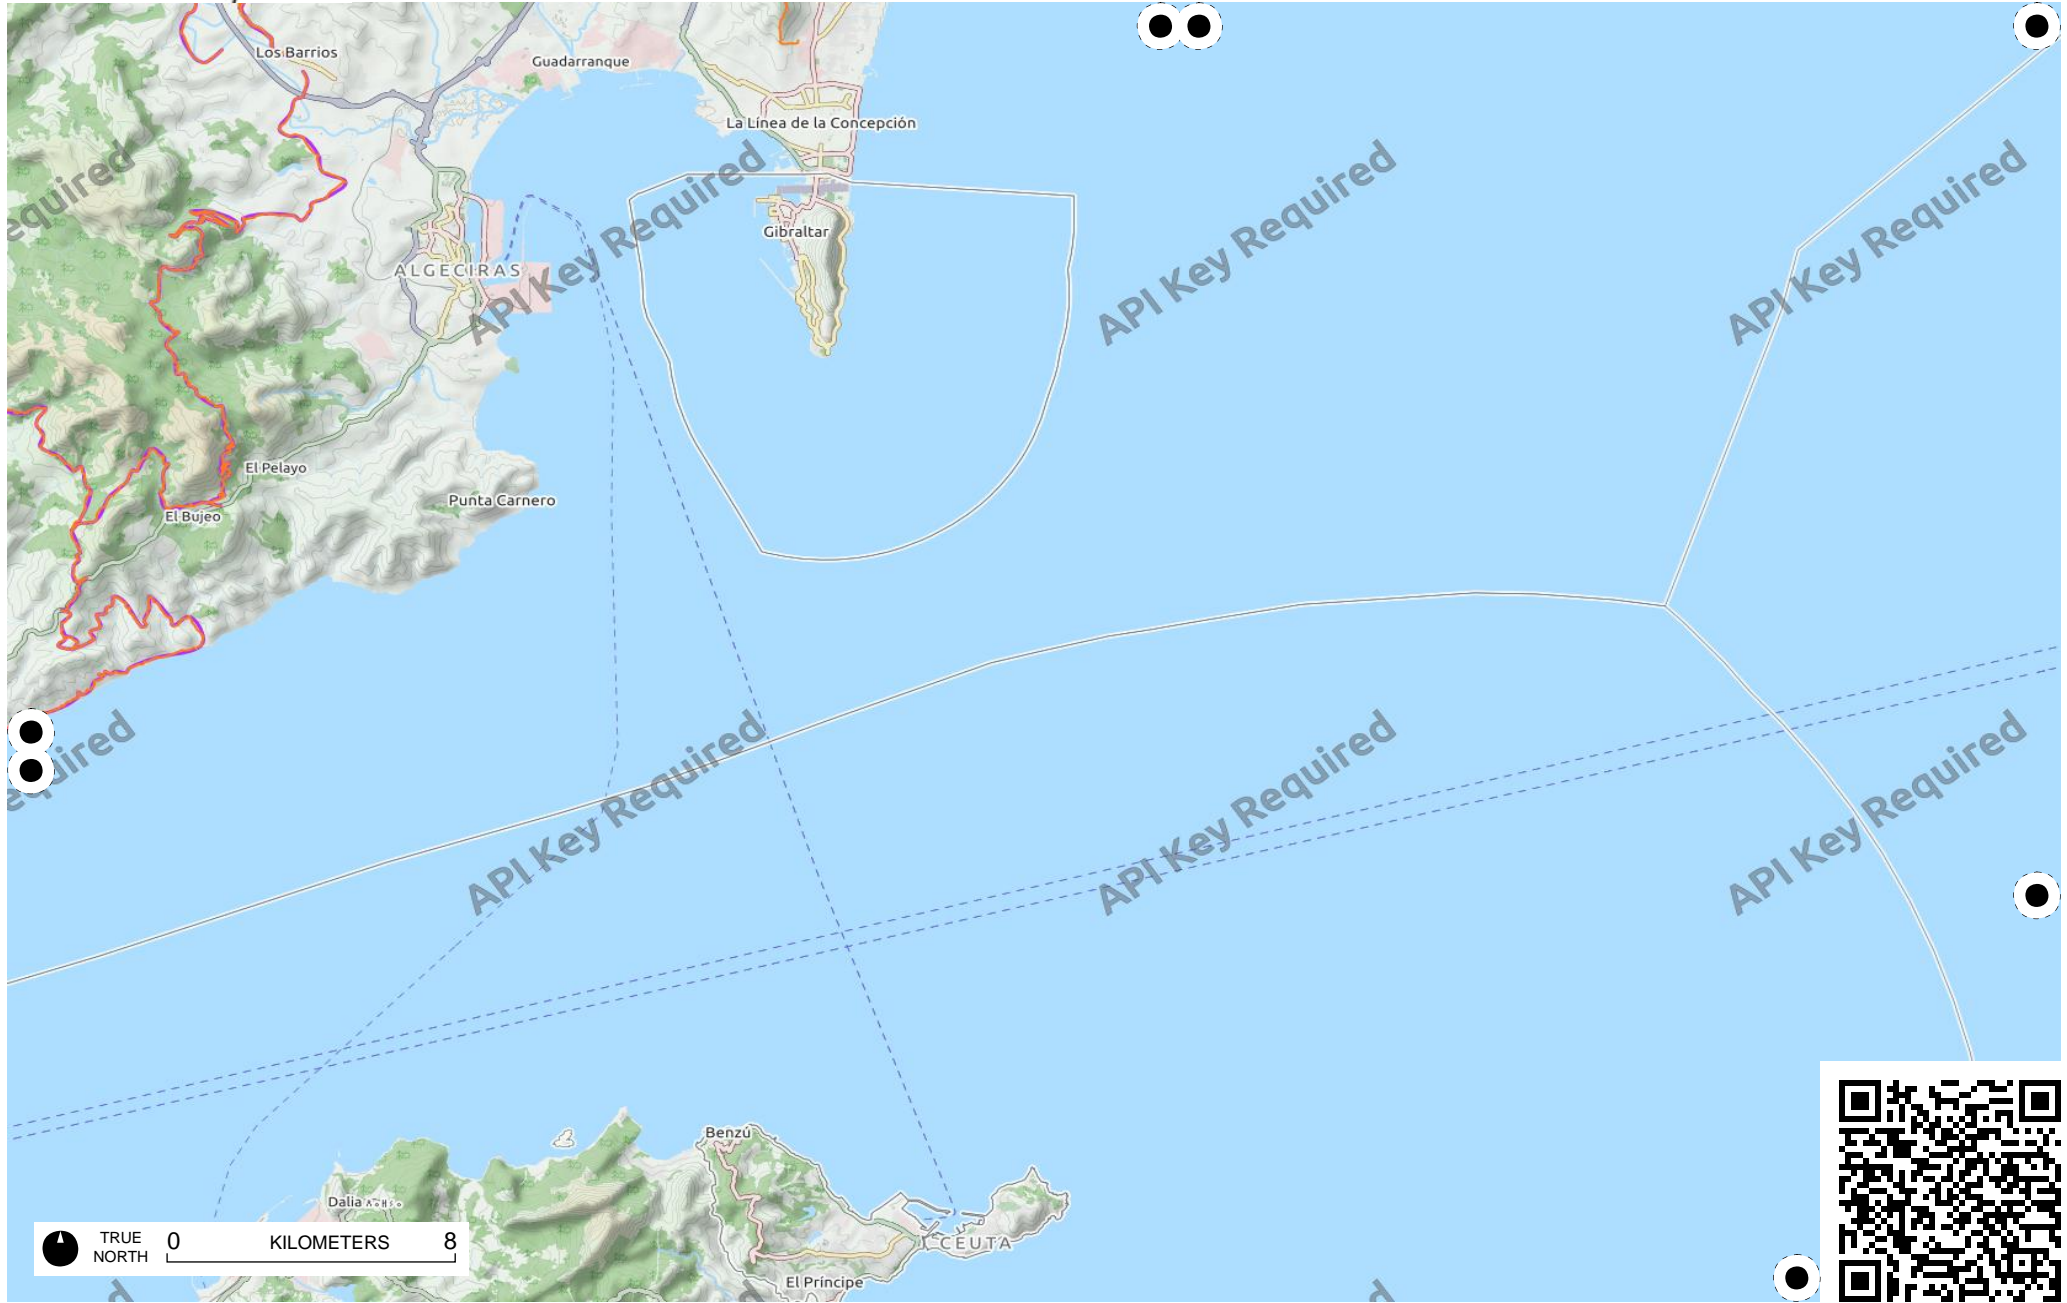 Los Barrios
Guadarranque
La Línea de la Concepción
API Key Required
API Key Required
API Key Required
equired
Gibraltar
ALGECIRAS
El Pelayo
Punta Carnero
El Bujeo
API Key Required
API Key Required
API Key Required
equired
Benzú
Dalia
CEUTA
El Príncipe
TRUE NORTH
0 KILOMETERS 8